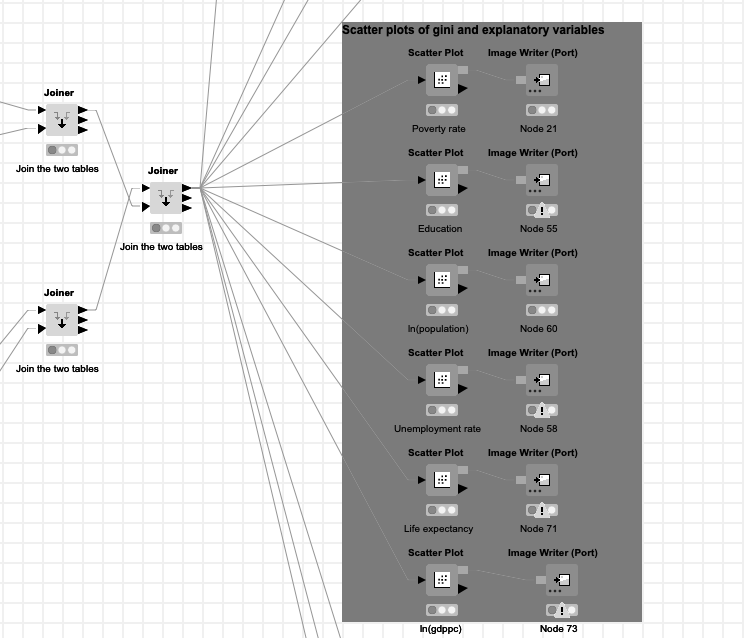 Scatter plots of gini and explanatory variables
Scatter Plot
Image Writer (Port)
Poverty rate
Node 21
Joiner
Join the two tables
Scatter Plot
Image Writer (Port)
Education
Node 55
Joiner
Join the two tables
Scatter Plot
Image Writer (Port)
ln(population)
Node 60
Joiner
Join the two tables
Scatter Plot
Image Writer (Port)
Unemployment rate
Node 58
Scatter Plot
Image Writer (Port)
Life expectancy
Node 71
Scatter Plot
Image Writer (Port)
ln(gdppc)
Node 73